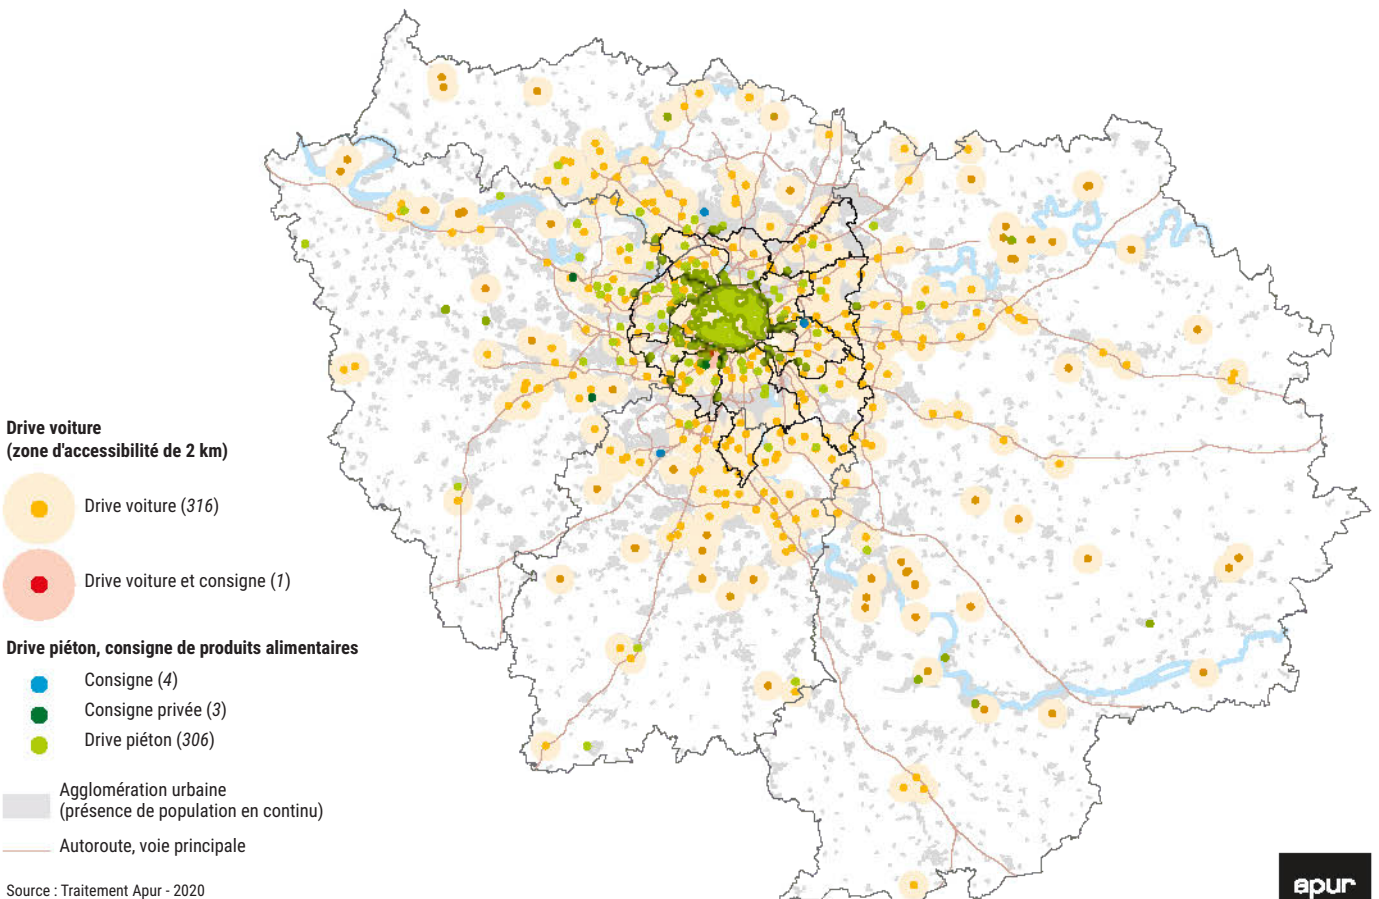 Drive voiture
(zone d'accessibilité de 2 km)
Drive voiture (316)
Drive voiture et consigne (1)
Drive piéton, consigne de produits alimentaires
Consigne (4)
Consigne privée (3)
Drive piéton (306)
Agglomération urbaine
(présence de population en continu)
Autoroute, voie principale
Source : Traitement Apur - 2020
apur